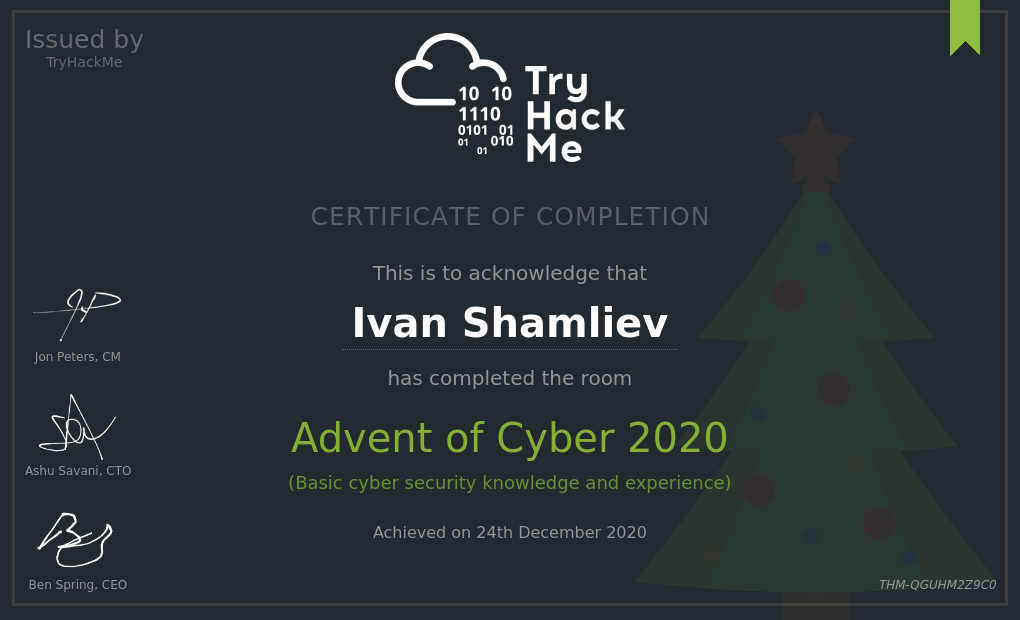 Issued by
TryHackMe
10 10
1110
0101 01
01 010
01
Try
Hack
Me
CERTIFICATE OF COMPLETION
This is to acknowledge that
Ivan Shamliev
has completed the room
Advent of Cyber 2020
(Basic cyber security knowledge and experience)
Achieved on 24th December 2020
Jon Peters, CM
Ashu Savani, CTO
Ben Spring, CEO
THM-QGUHM2Z9C0